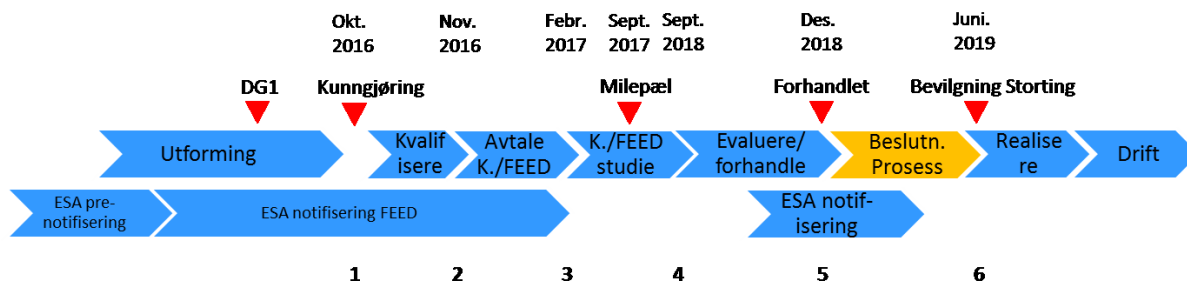 Okt.
2016
Nov.
2016
Febr.
2017
Sept.
2017
Sept.
2018
Des.
2018
Juni.
2019
DG1
Kunngjøring
Milepæl
Forhandlet
Bevilgning Storting
Utforming
Kvalif
isere
Avtale
K./FEED
K./FEED
studie
Evaluere/
forhandle
Beslutn.
Prosess
Realise
re
Drift
ESA pre-
notifisering
ESA notifisering FEED
ESA notif-
isering
1
2
3
4
5
6